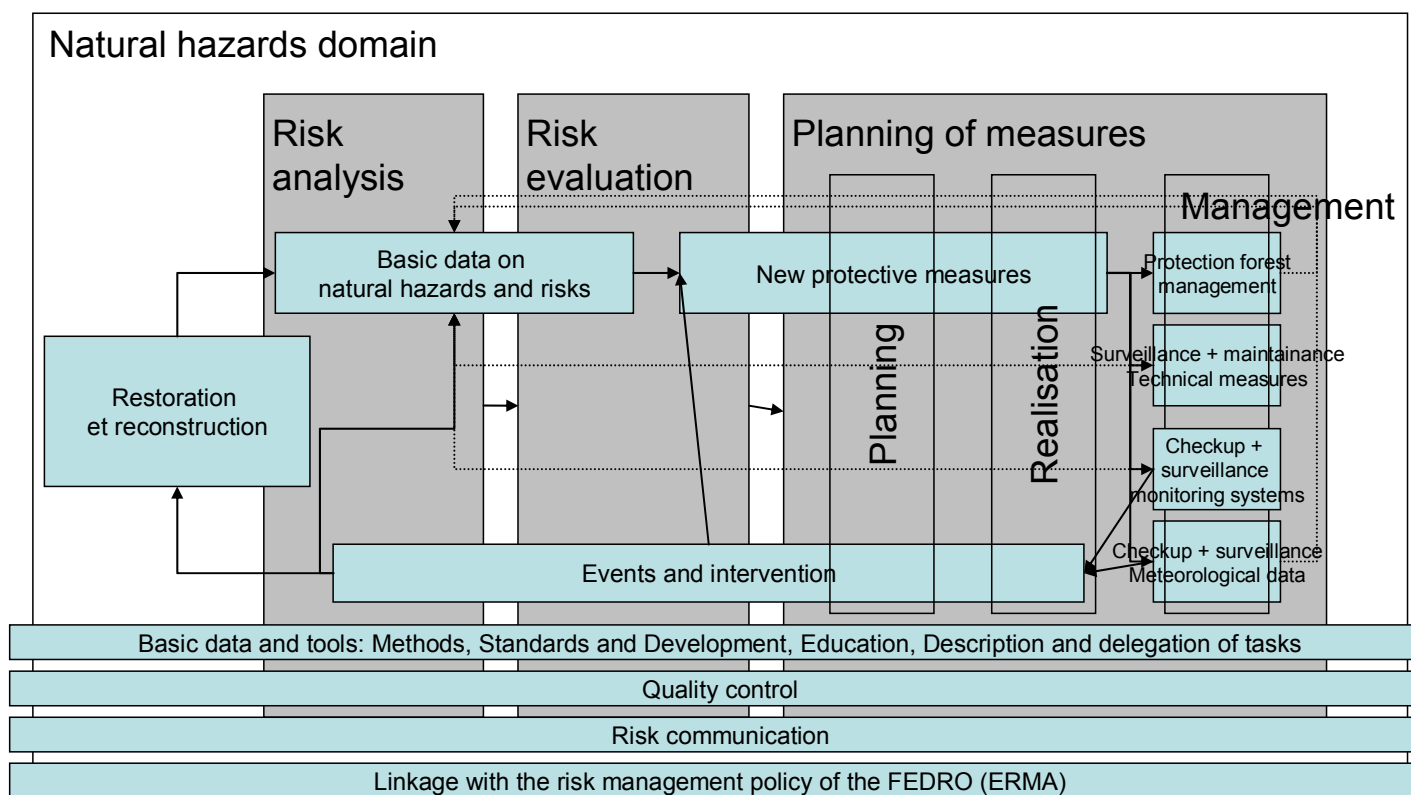 Natural hazards domain
Risk
analysis
Risk
evaluation
Planning of measures
Management
Basic data on
natural hazards and risks
New protective measures
Protection forest
management
Surveillance + maintainance
Technical measures
Restoration
et reconstruction
Planning
Realisation
Checkup +
surveillance
monitoring systems
Events and intervention
Checkup + surveillance
Meteorological data
Basic data and tools: Methods, Standards and Development, Education, Description and delegation of tasks
Quality control
Risk communication
Linkage with the risk management policy of the FEDRO (ERMA)